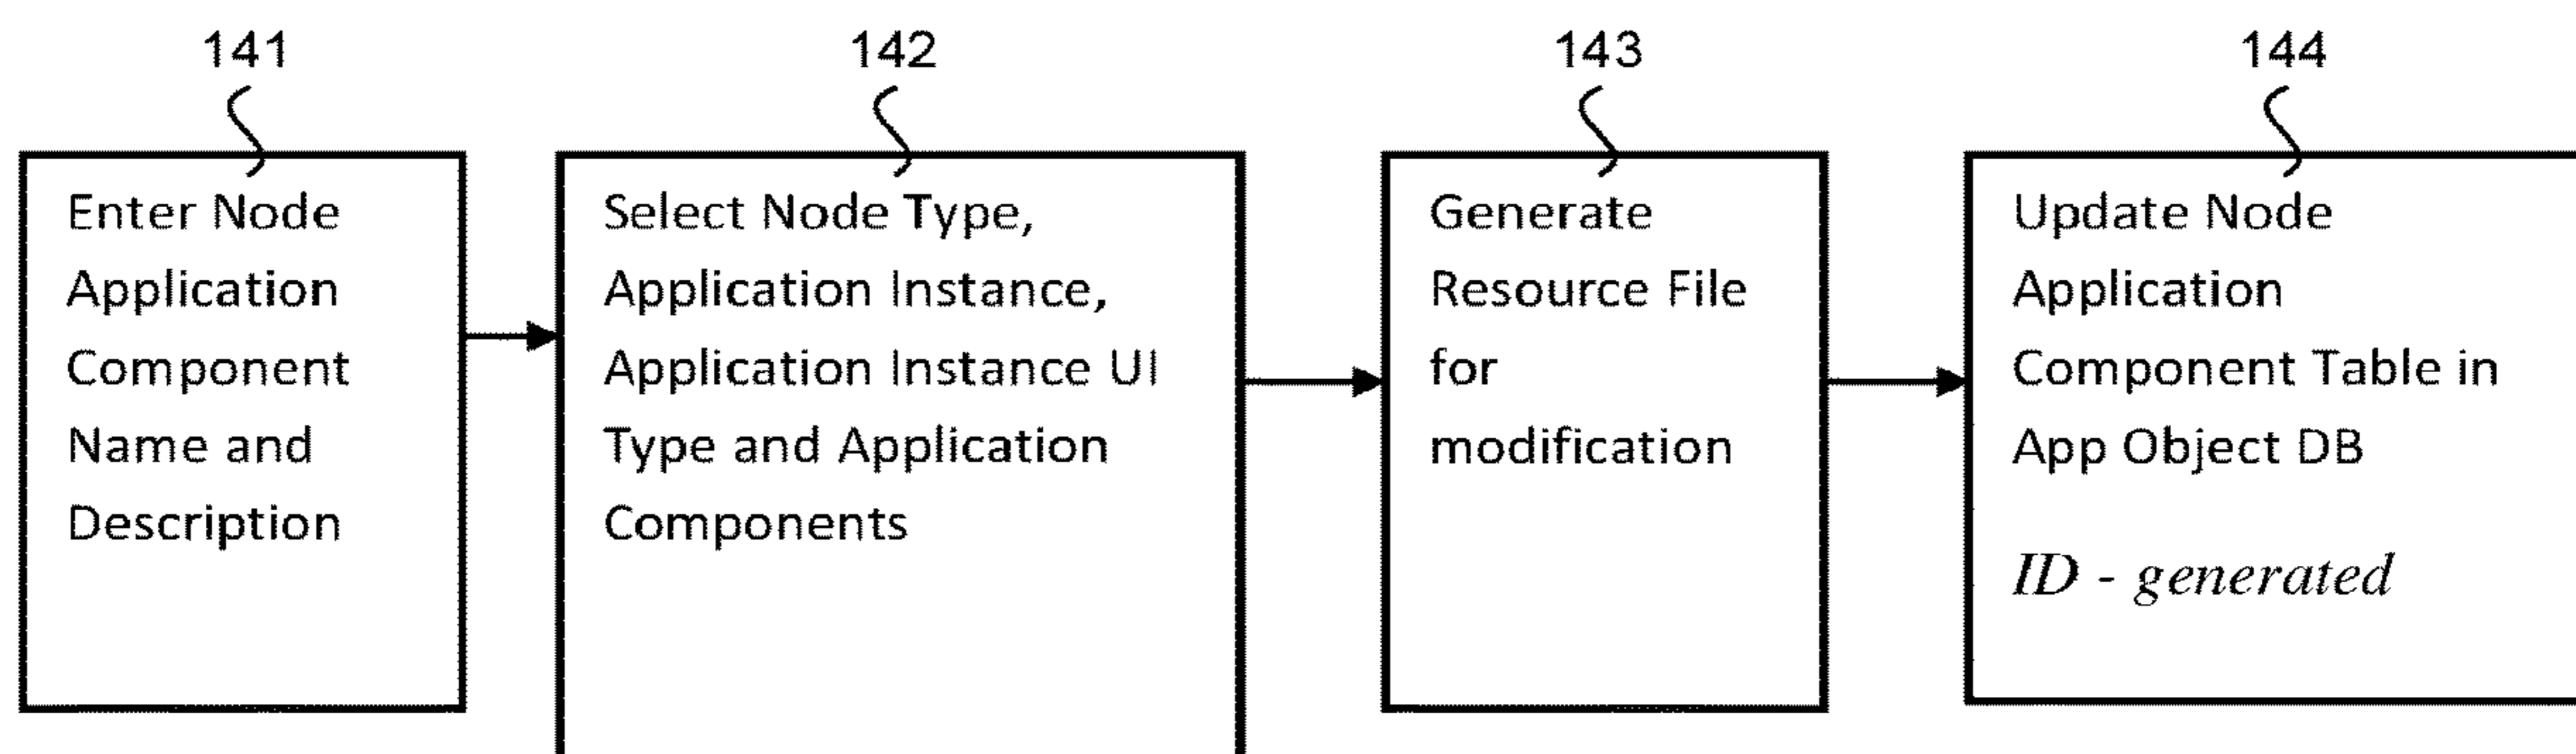 141
Enter Node
Application
Component
Name and
Description
142
Select Node Type,
Application Instance,
Application Instance UI
Type and Application
Components
143
Generate
Resource File
for
modification
144
Update Node
Application
Component Table in
App Object DB
ID - generated